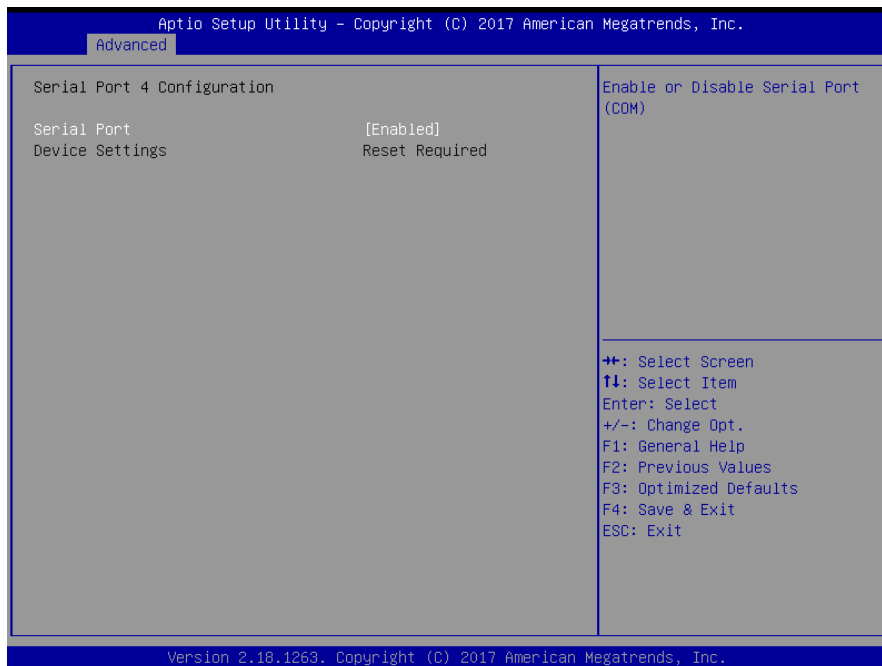 Aptio Setup Utility – Copyright (C) 2017 American Megatrends, Inc.
Advanced
Serial Port 4 Configuration
Serial Port [Enabled]
Device Settings Reset Required
Enable or Disable Serial Port
(COM)
→←: Select Screen
↑↓: Select Item
Enter: Select
+/-: Change Opt.
F1: General Help
F2: Previous Values
F3: Optimized Defaults
F4: Save & Exit
ESC: Exit
Version 2.18.1263. Copyright (C) 2017 American Megatrends, Inc.